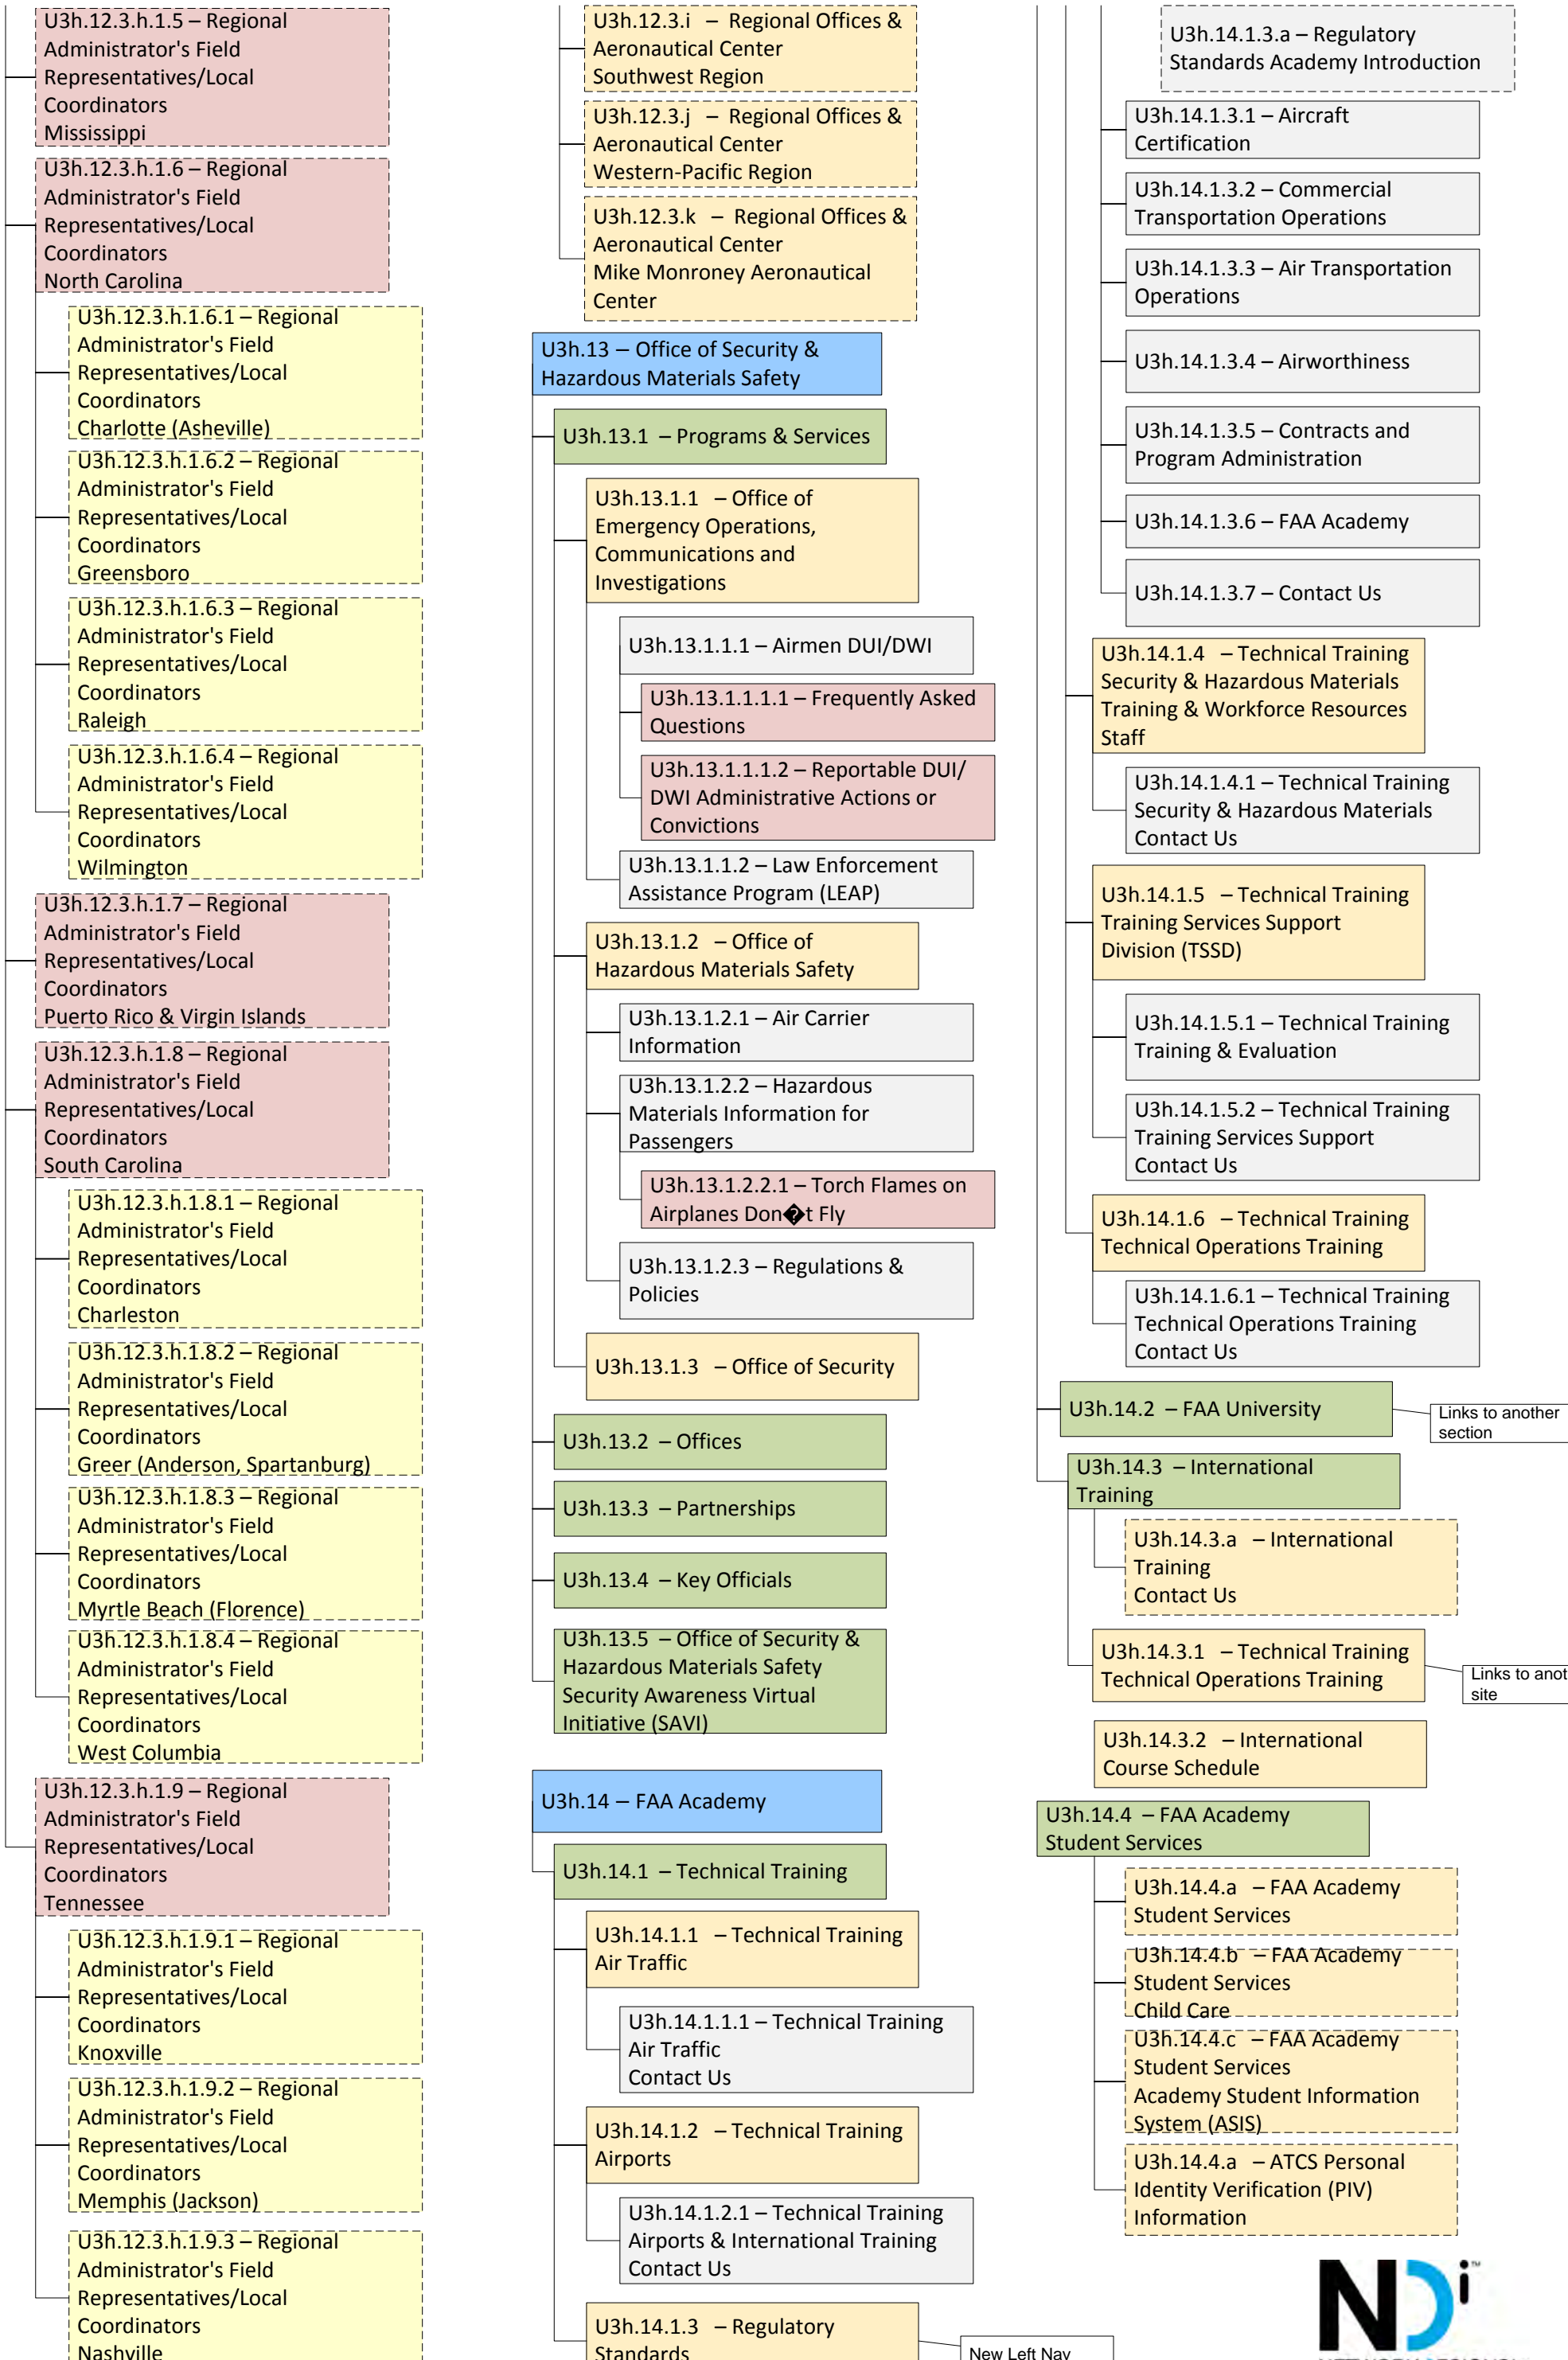 U3h.12.3.h.1.5 – Regional
Administrator's Field
Representatives/Local
Coordinators
Mississippi
U3h.12.3.h.1.6 – Regional
Administrator's Field
Representatives/Local
Coordinators
North Carolina
U3h.12.3.h.1.6.1 – Regional
Administrator's Field
Representatives/Local
Coordinators
Charlotte (Asheville)
U3h.12.3.h.1.6.2 – Regional
Administrator's Field
Representatives/Local
Coordinators
Greensboro
U3h.12.3.h.1.6.3 – Regional
Administrator's Field
Representatives/Local
Coordinators
Raleigh
U3h.12.3.h.1.6.4 – Regional
Administrator's Field
Representatives/Local
Coordinators
Wilmington
U3h.12.3.h.1.7 – Regional
Administrator's Field
Representatives/Local
Coordinators
Puerto Rico & Virgin Islands
U3h.12.3.h.1.8 – Regional
Administrator's Field
Representatives/Local
Coordinators
South Carolina
U3h.12.3.h.1.8.1 – Regional
Administrator's Field
Representatives/Local
Coordinators
Charleston
U3h.12.3.h.1.8.2 – Regional
Administrator's Field
Representatives/Local
Coordinators
Greer (Anderson, Spartanburg)
U3h.12.3.h.1.8.3 – Regional
Administrator's Field
Representatives/Local
Coordinators
Myrtle Beach (Florence)
U3h.12.3.h.1.8.4 – Regional
Administrator's Field
Representatives/Local
Coordinators
West Columbia
U3h.12.3.h.1.9 – Regional
Administrator's Field
Representatives/Local
Coordinators
Tennessee
U3h.12.3.h.1.9.1 – Regional
Administrator's Field
Representatives/Local
Coordinators
Knoxville
U3h.12.3.h.1.9.2 – Regional
Administrator's Field
Representatives/Local
Coordinators
Memphis (Jackson)
U3h.12.3.h.1.9.3 – Regional
Administrator's Field
Representatives/Local
Coordinators
Nashville
U3h.12.3.i – Regional Offices &
Aeronautical Center
Southwest Region
U3h.12.3.j – Regional Offices &
Aeronautical Center
Western-Pacific Region
U3h.12.3.k – Regional Offices &
Aeronautical Center
Mike Monroney Aeronautical
Center
U3h.13 – Office of Security &
Hazardous Materials Safety
U3h.13.1 – Programs & Services
U3h.13.1.1 – Office of
Emergency Operations,
Communications and
Investigations
U3h.13.1.1.1 – Airmen DUI/DWI
U3h.13.1.1.1.1 – Frequently Asked
Questions
U3h.13.1.1.1.2 – Reportable DUI/
DWI Administrative Actions or
Convictions
U3h.13.1.1.2 – Law Enforcement
Assistance Program (LEAP)
U3h.13.1.2 – Office of
Hazardous Materials Safety
U3h.13.1.2.1 – Air Carrier
Information
U3h.13.1.2.2 – Hazardous
Materials Information for
Passengers
U3h.13.1.2.2.1 – Torch Flames on
Airplanes Don�t Fly
U3h.13.1.2.3 – Regulations &
Policies
U3h.13.1.3 – Office of Security
U3h.13.2 – Offices
U3h.13.3 – Partnerships
U3h.13.4 – Key Officials
U3h.13.5 – Office of Security &
Hazardous Materials Safety
Security Awareness Virtual
Initiative (SAVI)
U3h.14 – FAA Academy
U3h.14.1 – Technical Training
U3h.14.1.1 – Technical Training
Air Traffic
U3h.14.1.1.1 – Technical Training
Air Traffic
Contact Us
U3h.14.1.2 – Technical Training
Airports
U3h.14.1.2.1 – Technical Training
Airports & International Training
Contact Us
U3h.14.1.3 – Regulatory
Standards
New Left Nav
U3h.14.1.3.a – Regulatory
Standards Academy Introduction
U3h.14.1.3.1 – Aircraft
Certification
U3h.14.1.3.2 – Commercial
Transportation Operations
U3h.14.1.3.3 – Air Transportation
Operations
U3h.14.1.3.4 – Airworthiness
U3h.14.1.3.5 – Contracts and
Program Administration
U3h.14.1.3.6 – FAA Academy
U3h.14.1.3.7 – Contact Us
U3h.14.1.4 – Technical Training
Security & Hazardous Materials
Training & Workforce Resources
Staff
U3h.14.1.4.1 – Technical Training
Security & Hazardous Materials
Contact Us
U3h.14.1.5 – Technical Training
Training Services Support
Division (TSSD)
U3h.14.1.5.1 – Technical Training
Training & Evaluation
U3h.14.1.5.2 – Technical Training
Training Services Support
Contact Us
U3h.14.1.6 – Technical Training
Technical Operations Training
U3h.14.1.6.1 – Technical Training
Technical Operations Training
Contact Us
U3h.14.2 – FAA University
Links to another
section
U3h.14.3 – International
Training
U3h.14.3.a – International
Training
Contact Us
U3h.14.3.1 – Technical Training
Technical Operations Training
Links to anot
site
U3h.14.3.2 – International
Course Schedule
U3h.14.4 – FAA Academy
Student Services
U3h.14.4.a – FAA Academy
Student Services
U3h.14.4.b – FAA Academy
Student Services
Child Care
U3h.14.4.c – FAA Academy
Student Services
Academy Student Information
System (ASIS)
U3h.14.4.a – ATCS Personal
Identity Verification (PIV)
Information
NDi™